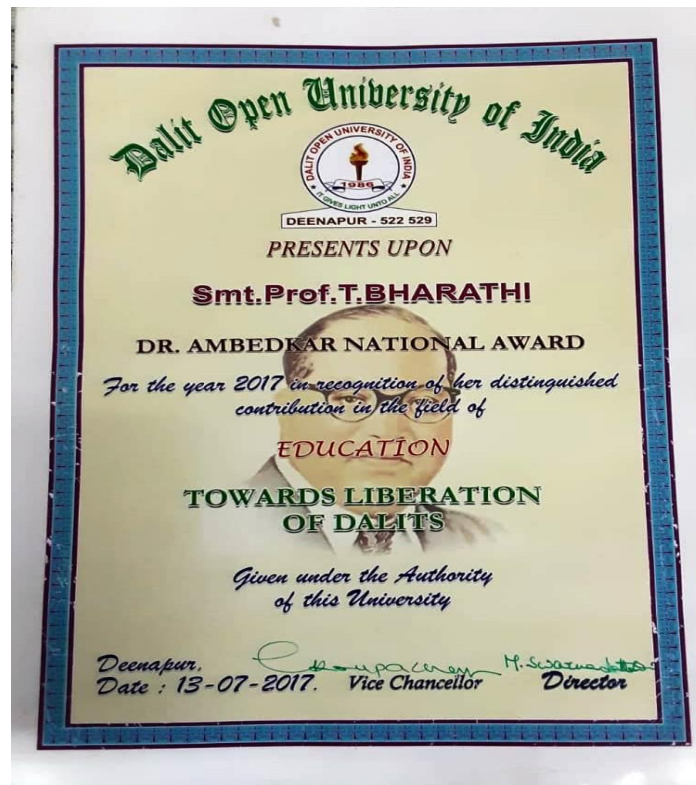 Dalit Open University of India
DALIT OPEN UNIVERSITY OF INDIA
1986
IT GIVES LIGHT UNTO ALL
DEENAPUR - 522 529
PRESENTS UPON
Smt.Prof.T.BHARATHI
DR. AMBEDKAR NATIONAL AWARD
For the year 2017 in recognition of her distinguished
contribution in the field of
EDUCATION
TOWARDS LIBERATION
OF DALITS
Given under the Authority
of this University
Deenapur,
Date : 13-07-2017. Vice Chancellor Director